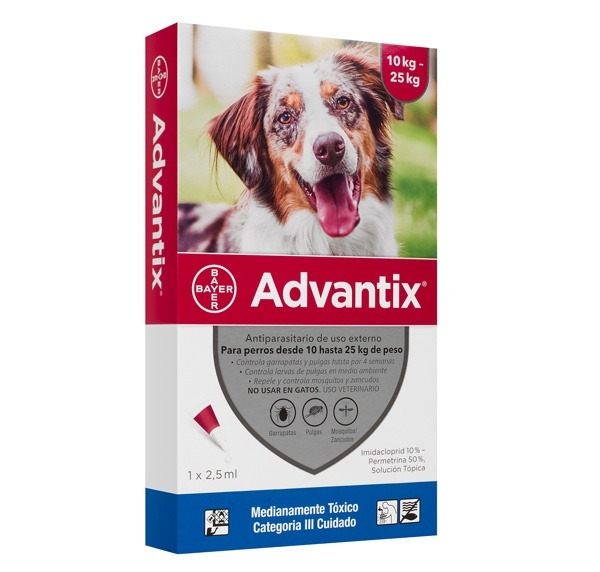 10 kg -
25 kg
BAYER
BAYER
Advantix
BAYER
BAYER
Advantix®
Antiparasitario de uso externo
Para perros desde 10 hasta 25 kg de peso
• Controla garrapatas y pulgas hasta por 4 semanas
• Controla larvas de pulgas en medio ambiente
• Repele y controla mosquitos y zancudos
NO USAR EN GATOS. USO VETERINARIO
Garrapatas
Pulgas
Mosquitos/
Zancudos
Imidacloprid 10% –
Permetrina 50%,
Solución Tópica
1 x 2,5 ml
Medianamente Tóxico
Categoria III Cuidado